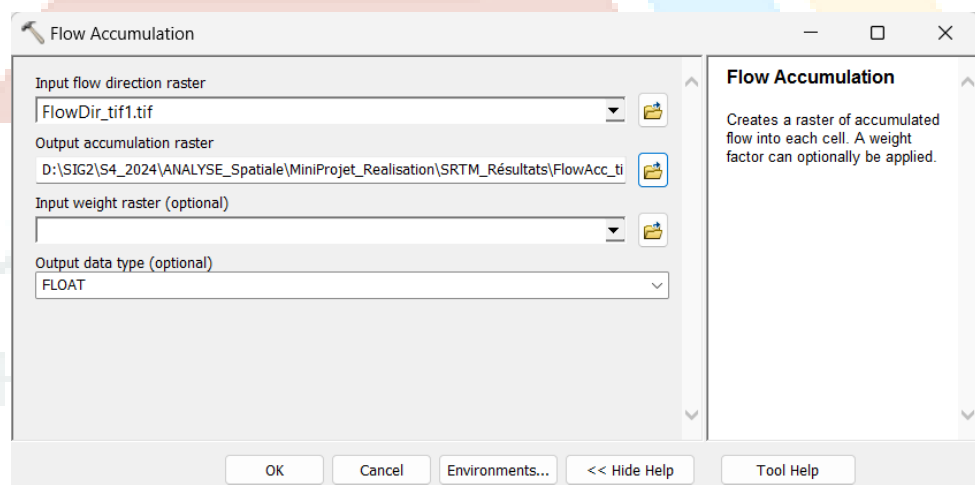 Flow Accumulation
Input flow direction raster
FlowDir_tif1.tif
Output accumulation raster
D:\SIG2\S4_2024\ANALYSE_Spatiale\MiniProjet_Realisation\SRTM_Résultats\FlowAcc_ti
Input weight raster (optional)
Output data type (optional)
FLOAT
Flow Accumulation
Creates a raster of accumulated
flow into each cell. A weight
factor can optionally be applied.
OK
Cancel
Environments...
<< Hide Help
Tool Help